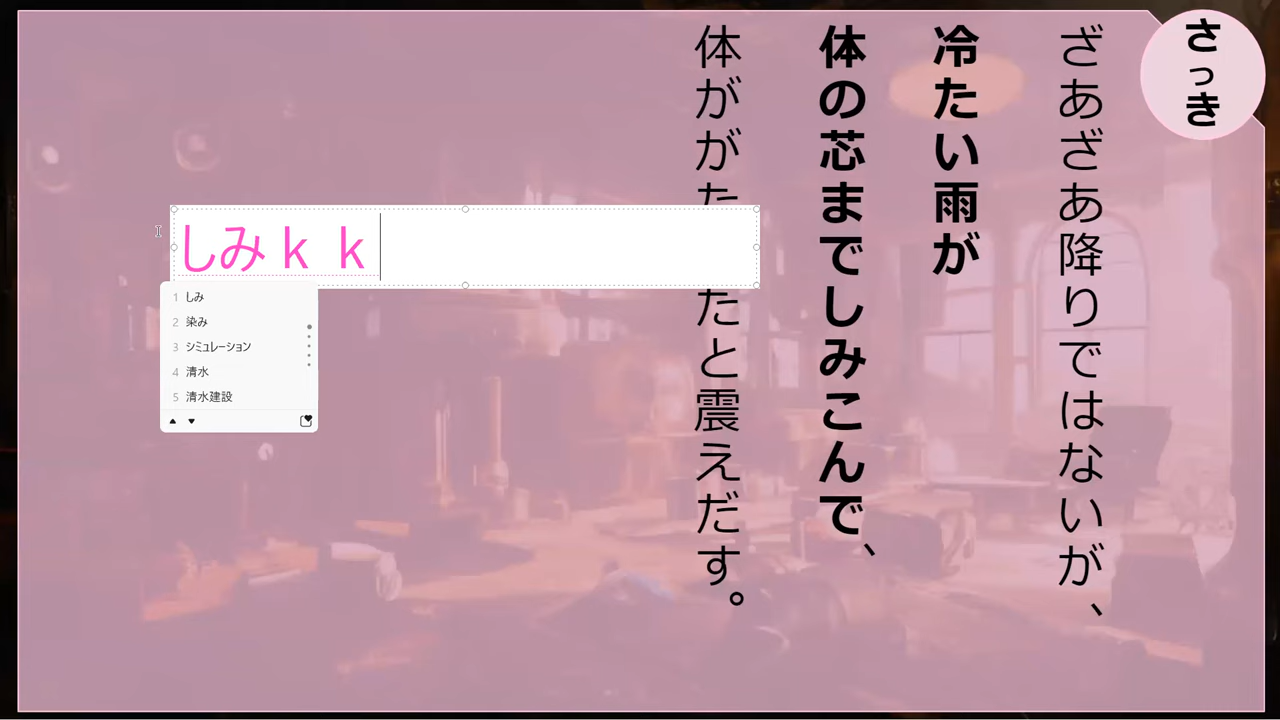 さっき
ざあざあ降りではないが、
冷たい雨が
体の芯までしみこんで、
体ががたたと震えだす。
しみｋｋ
1 しみ
2 染み
3 シミュレーション
4 清水
5 清水建設